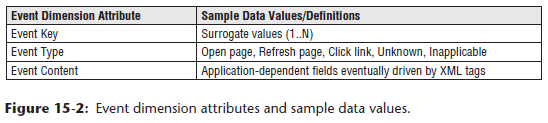 Event Dimension Attribute Sample Data Values/Definitions
Event Key Surrogate values (1..N)
Event Type Open page, Refresh page, Click link, Unknown, Inapplicable
Event Content Application-dependent fields eventually driven by XML tags
Figure 15-2: Event dimension attributes and sample data values.